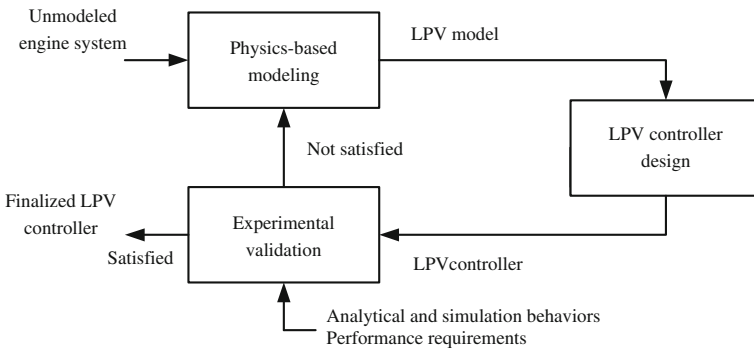 Unmodeled
engine system
Physics-based
modeling
LPV model
LPV controller
design
Not satisfied
Finalized LPV
controller
Satisfied
Experimental
validation
LPVcontroller
Analytical and simulation behaviors
Performance requirements